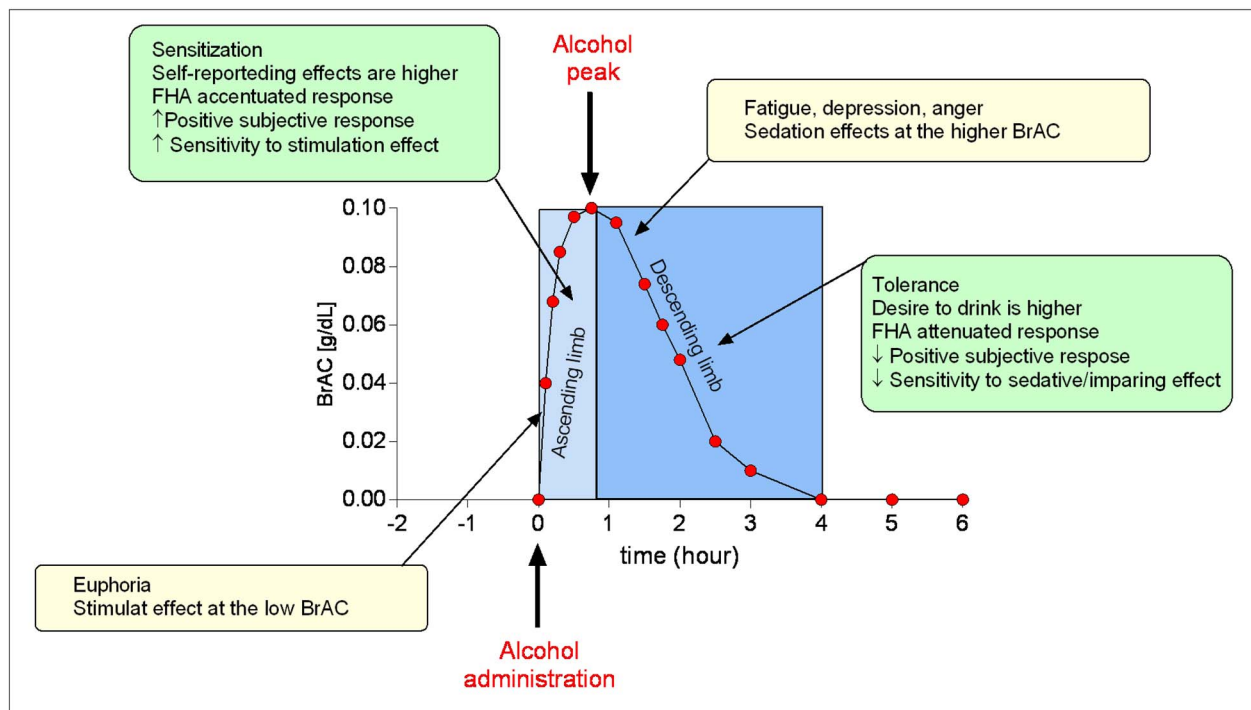 Sensitization
Self-reporteding effects are higher
FHA accentuated response
↑Positive subjective response
↑ Sensitivity to stimulation effect
Alcohol
peak
Fatigue, depression, anger
Sedation effects at the higher BrAC
Tolerance
Desire to drink is higher
FHA attenuated response
↓ Positive subjective respose
↓ Sensitivity to sedative/imparing effect
BrAC [g/dL]
0.10
0.08
0.06
0.04
0.02
0.00
Ascending limb
Descending limb
-2 -1 0 1 2 3 4 5 6
time (hour)
Euphoria
Stimulat effect at the low BrAC
Alcohol
administration